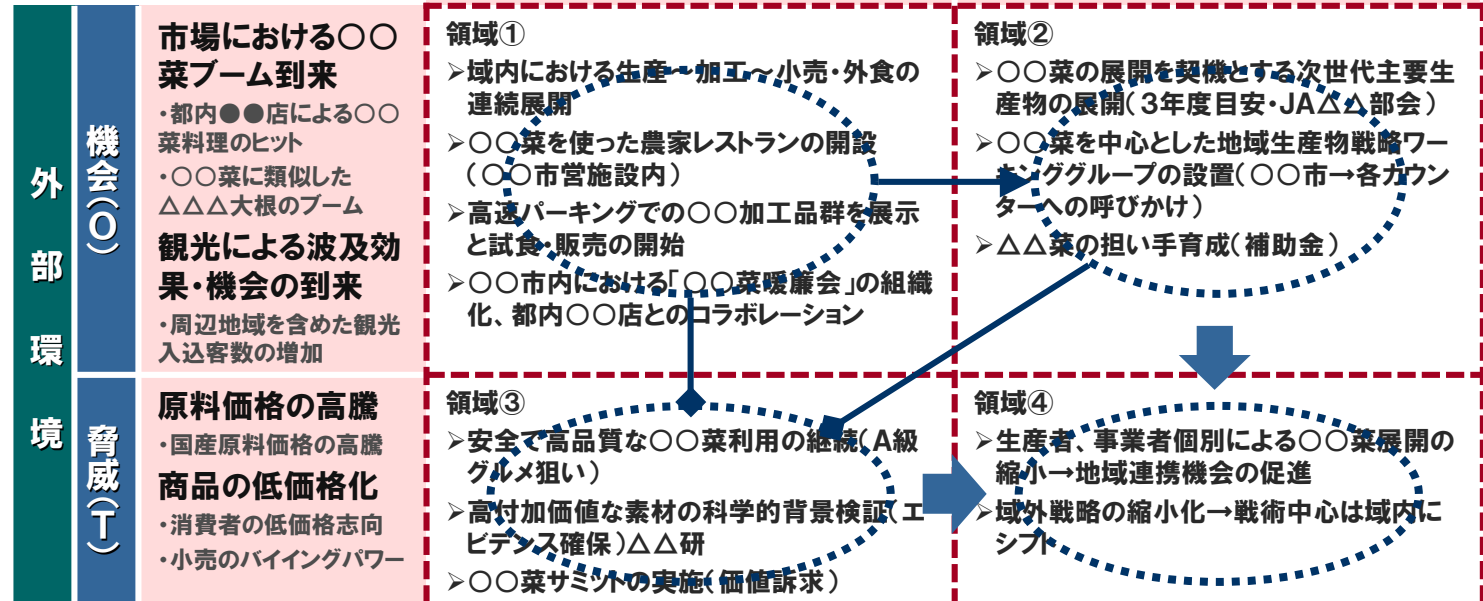 外部環境
機会(O)
市場における○○
菜ブーム到来
・都内●●店による○○
菜料理のヒット
・○○菜に類似した
△△△大根のブーム
観光による波及効
果・機会の到来
・周辺地域を含めた観光
入込客数の増加
領域①
➢域内における生産~加工~小売・外食の
連続展開
➢○○菜を使った農家レストランの開設
(○○市営施設内)
➢高速パーキングでの○○加工品群を展示
と試食・販売の開始
➢○○市内における「○○菜暖簾会」の組織
化、都内○○店とのコラボレーション
領域②
➢○○菜の展開を契機とする次世代主要生
産物の展開(3年度目安・JA△△部会)
➢○○菜を中心とした地域生産物戦略ワー
キンググループの設置(○○市→各カウン
ターへの呼びかけ)
➢△△菜の担い手育成(補助金)
脅威(T)
原料価格の高騰
・国産原料価格の高騰
商品の低価格化
・消費者の低価格志向
・小売のバイイングパワー
領域③
➢安全で高品質な○○菜利用の継続(A級
グルメ狙い)
➢高付加価値な素材の科学的背景検証(エ
ビデンス確保)△△研
➢○○菜サミットの実施(価値訴求)
領域④
➢生産者、事業者個別による○○菜展開の
縮小→地域連携機会の促進
➢域外戦略の縮小化→戦術中心は域内に
シフト